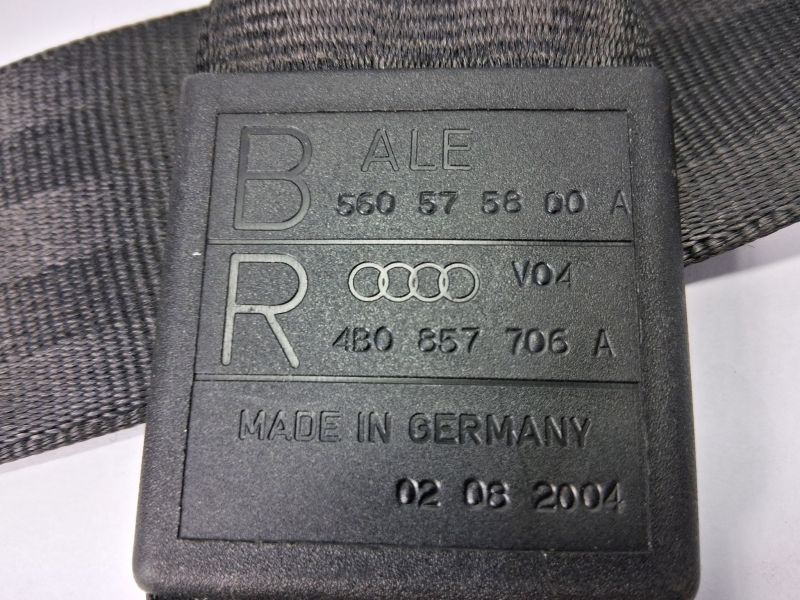 B ALE
560 57 58 00 A
R V04
4B0 857 706 A
MADE IN GERMANY
02 08 2004